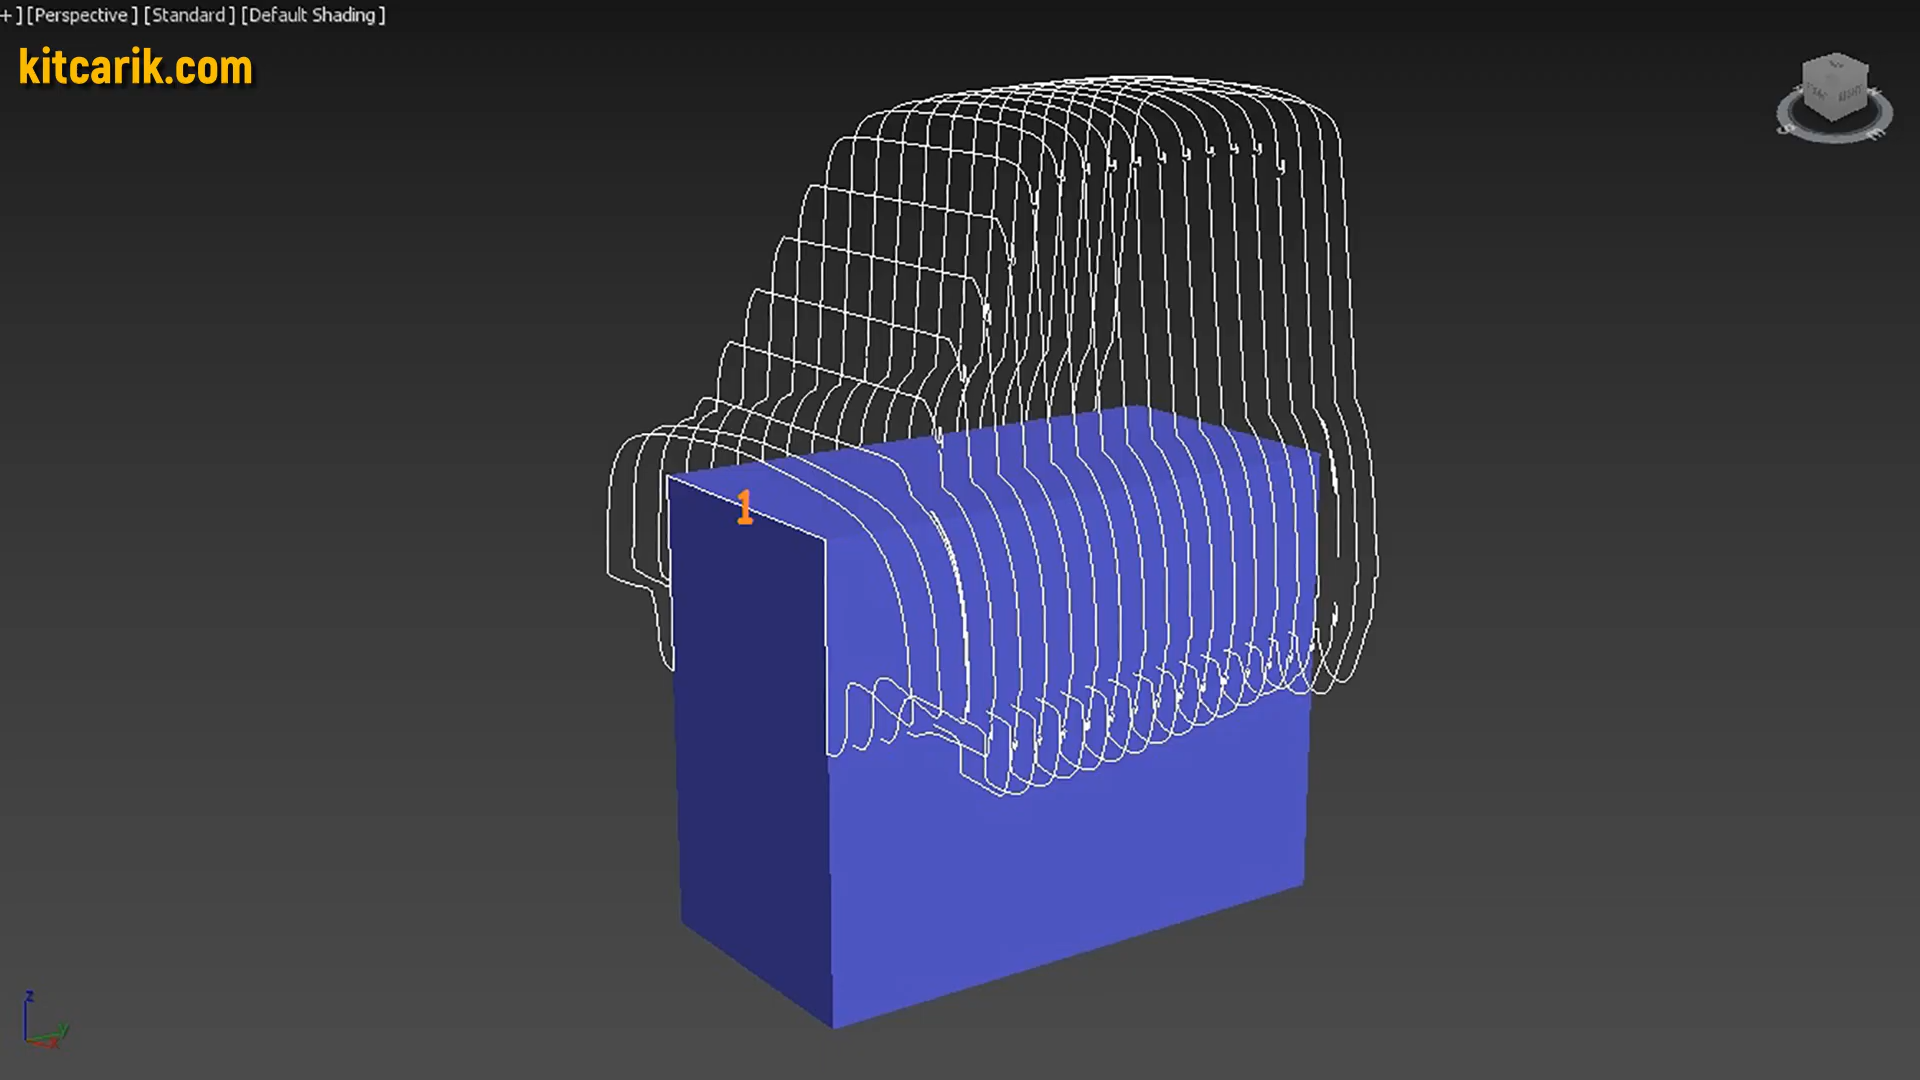 + ] [Perspective ] [Standard ] [Default Shading ]
kitcarik.com
1
z
y
x